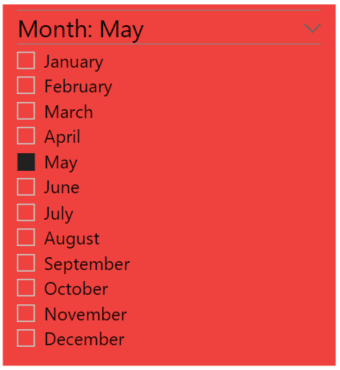 Month: May
January
February
March
April
May
June
July
August
September
October
November
December